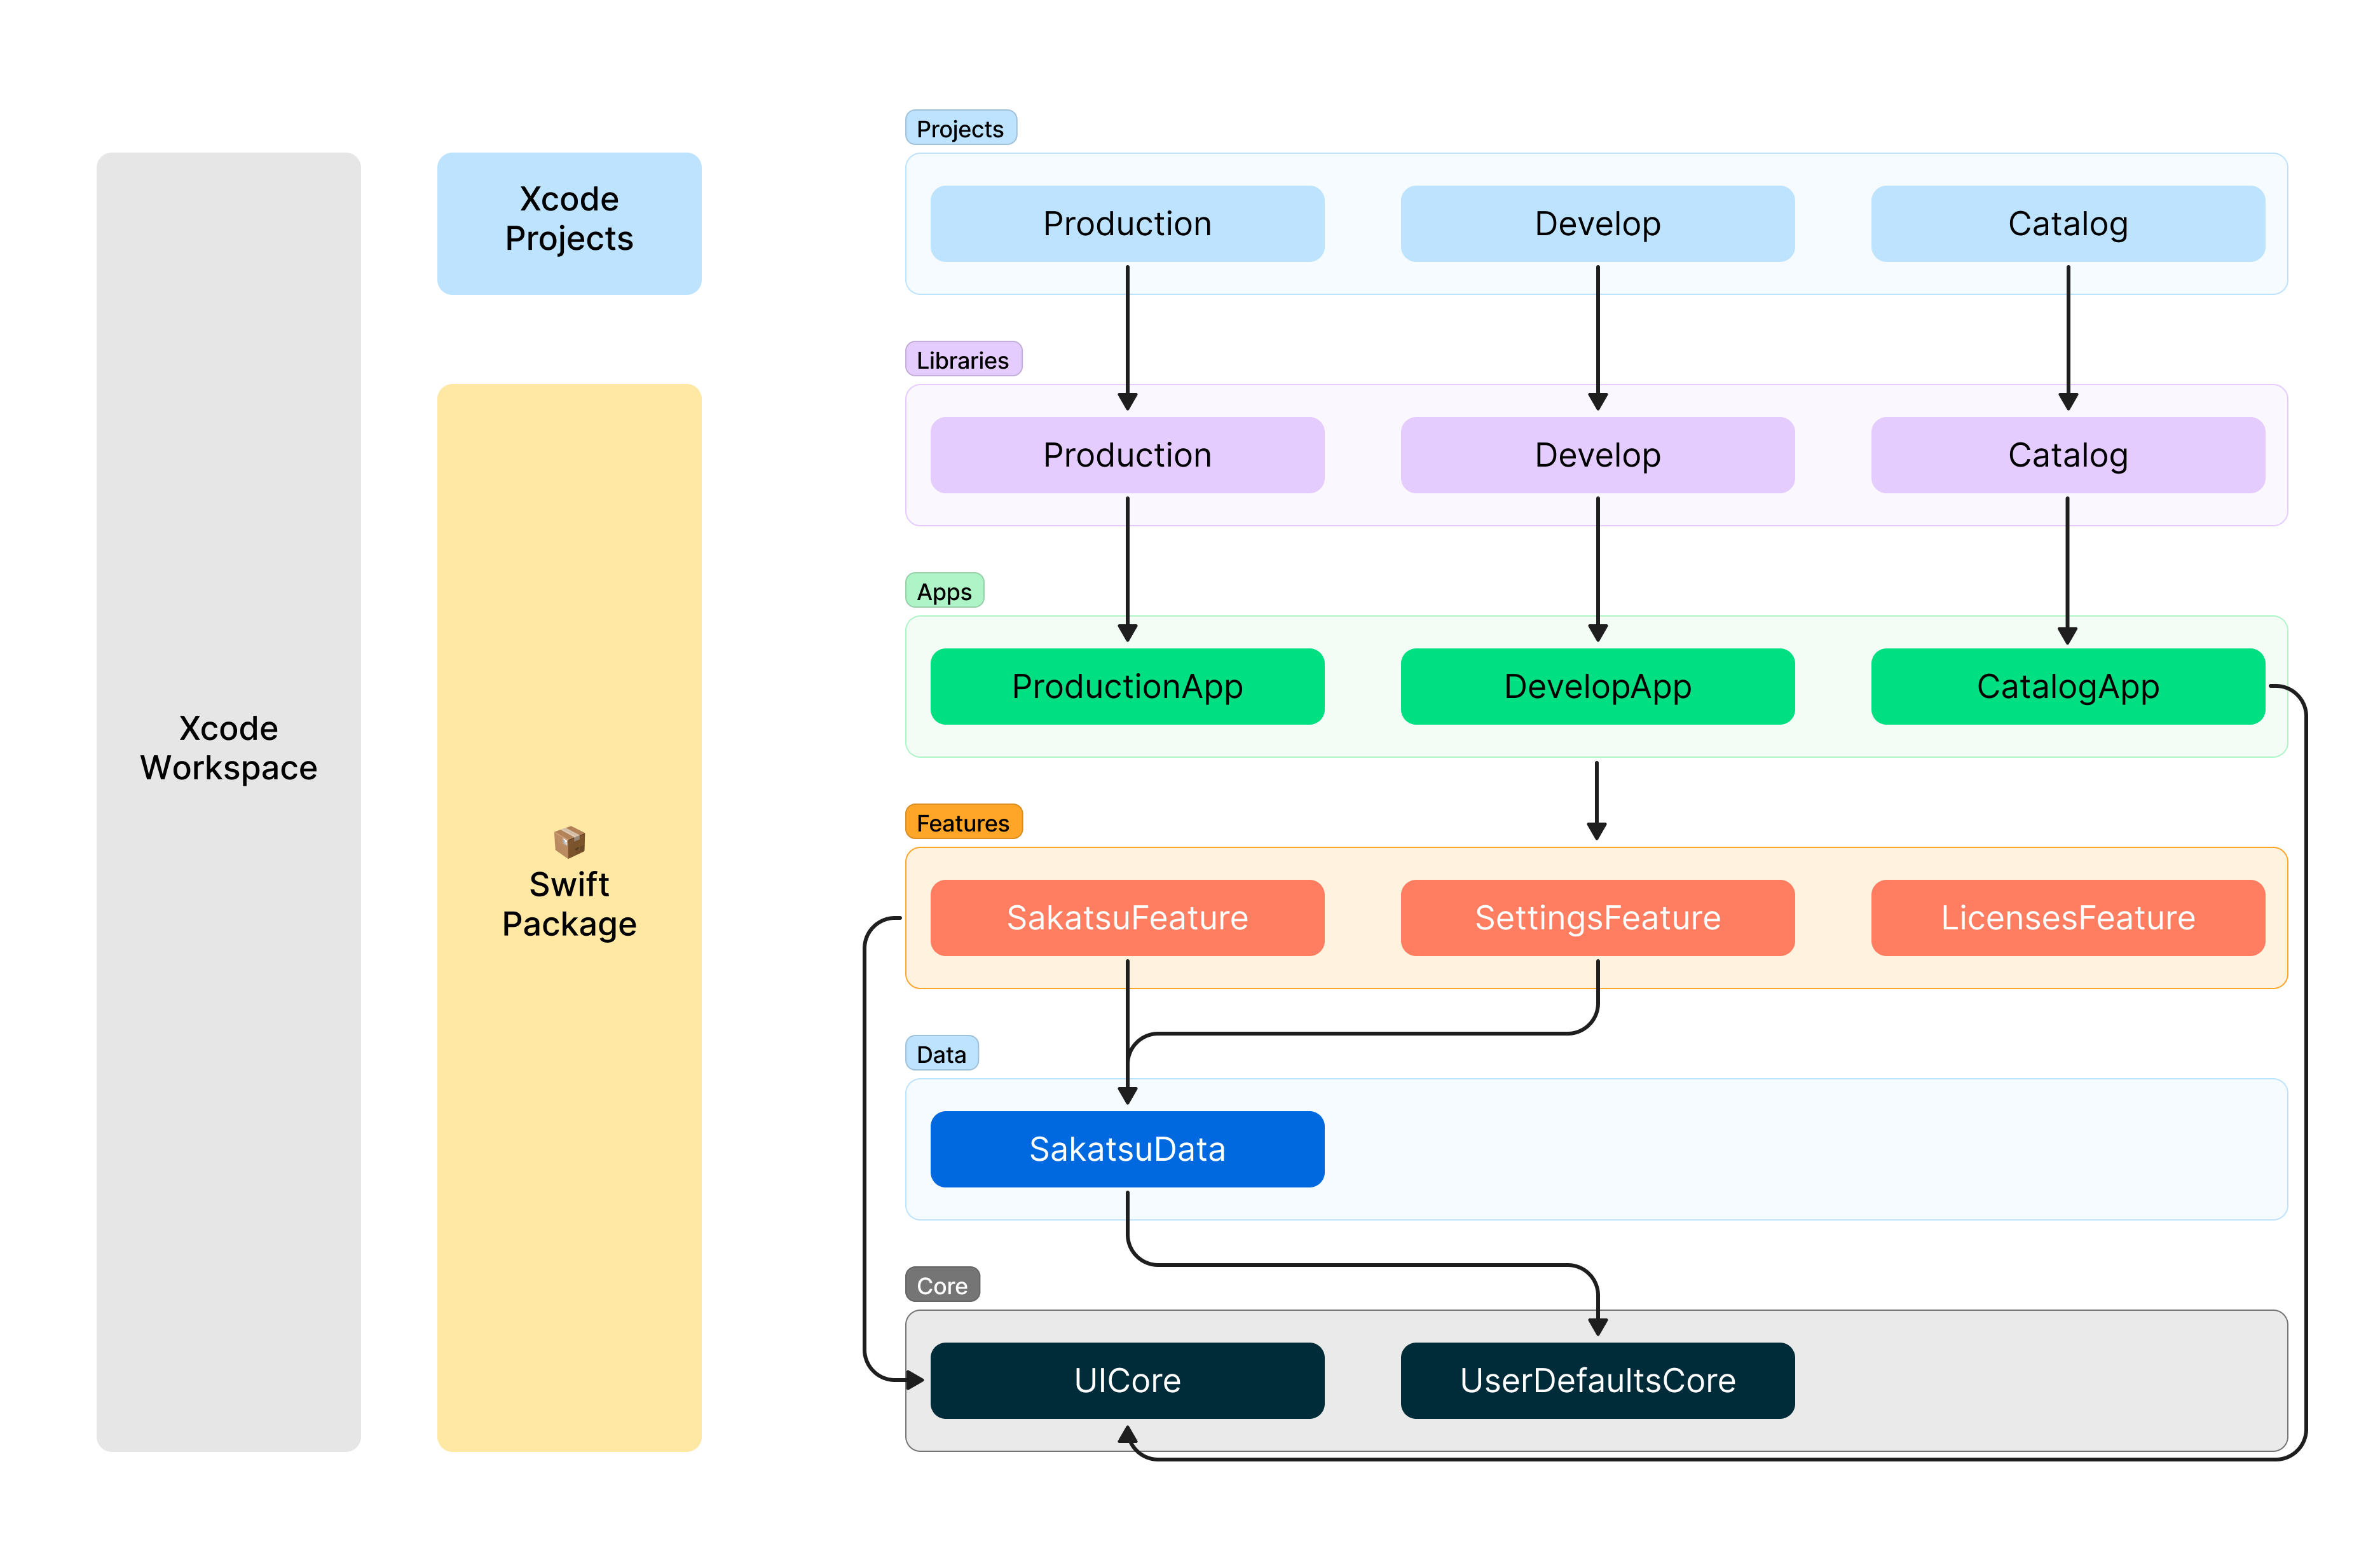 Xcode
Workspace
Xcode
Projects
Swift
Package
Projects
Production
Develop
Catalog
Libraries
Production
Develop
Catalog
Apps
ProductionApp
DevelopApp
CatalogApp
Features
SakatsuFeature
SettingsFeature
LicensesFeature
Data
SakatsuData
Core
UICore
UserDefaultsCore